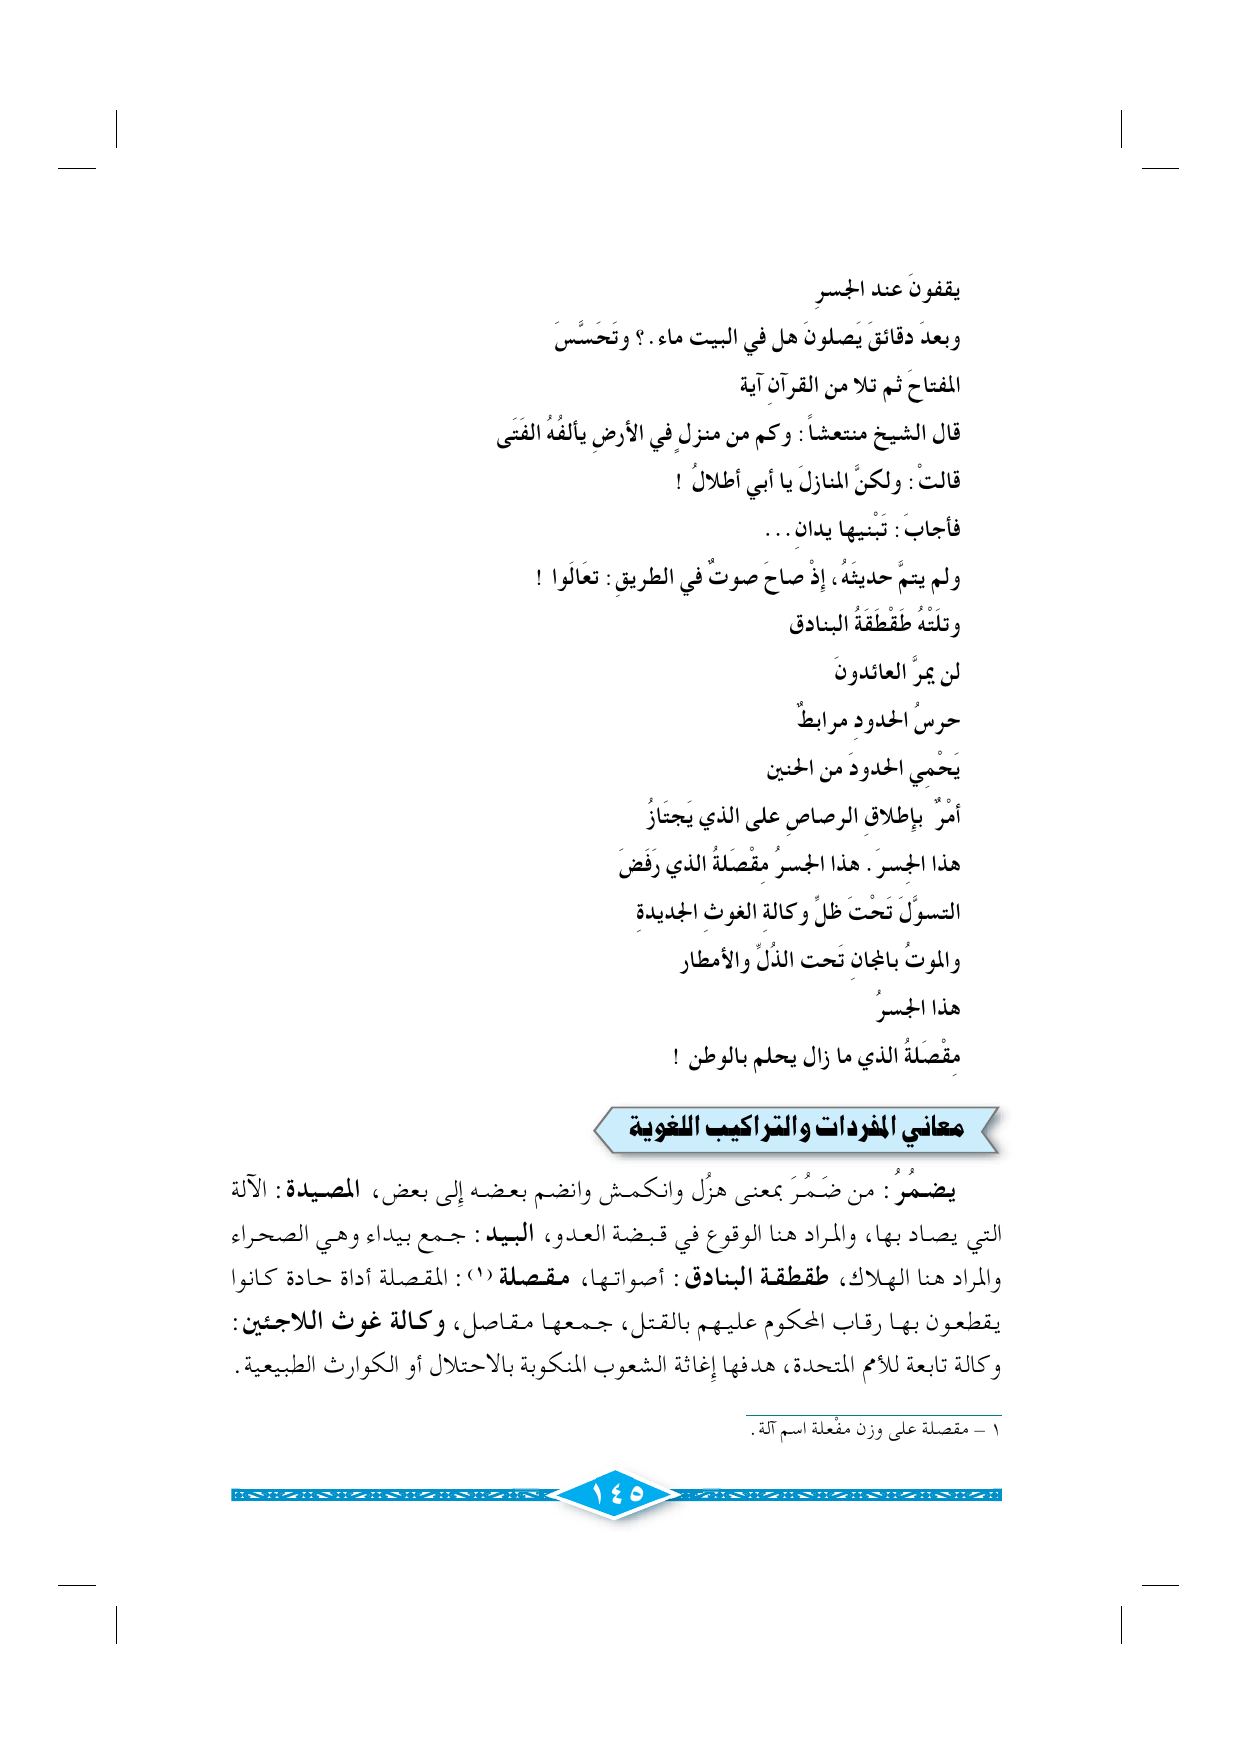 يقفونَ عند الجسرِ
وبعدَ دقائقَ يَصلونَ هل في البيت ماء.؟ وتَحَسَّسَ
المفتاحَ ثم تلا من القرآنِ آية
قال الشيخ منتعشاً: وكم من منزلٍ في الأرضِ يألفُهُ الفَتَى
قالتْ: ولكنَّ المنازلَ يا أبي أطلالُ !
فأجابَ: تَبْنيها يدانِ...
ولم يتمَّ حديثَهُ، إِذْ صاحَ صوتٌ في الطريقِ: تعَالَوا !
وتلَتْهُ طَقْطَقَةُ البنادق
لن يمرَّ العائدونَ
حرسُ الحدودِ مرابطٌ
يَحْمِي الحدودَ من الحنين
أمْرٌ بإِطلاقِ الرصاصِ على الذي يَجتَازُ
هذا الجِسرَ. هذا الجسرُ مِقْصَلةُ الذي رَفَضَ
التسوَّلَ تَحْتَ ظلِّ وكالةِ الغوثِ الجديدةِ
والموتُ بالمجانِ تَحت الذُلِّ والأمطار
هذا الجسرُ
مِقْصَلةُ الذي ما زال يحلم بالوطن !
معاني المفردات والتراكيب اللغوية
يضمُرُ: من ضَمُرَ بمعنى هزُل وانكمش وانضم بعضه إِلى بعض، المصيدة: الآلة
التي يصاد بها، والمراد هنا الوقوع في قبضة العدو، البيد: جمع بيداء وهي الصحراء
والمراد هنا الهلاك، طقطقة البنادق: أصواتها، مقصلة (١): المقصلة أداة حادة كانوا
يقطعون بها رقاب المحكوم عليهم بالقتل، جمعها مقاصل، وكالة غوث اللاجئين:
وكالة تابعة للأمم المتحدة، هدفها إِغاثة الشعوب المنكوبة بالاحتلال أو الكوارث الطبيعية.
١ – مقصلة على وزن مفْعلة اسم آلة.
١٤٥